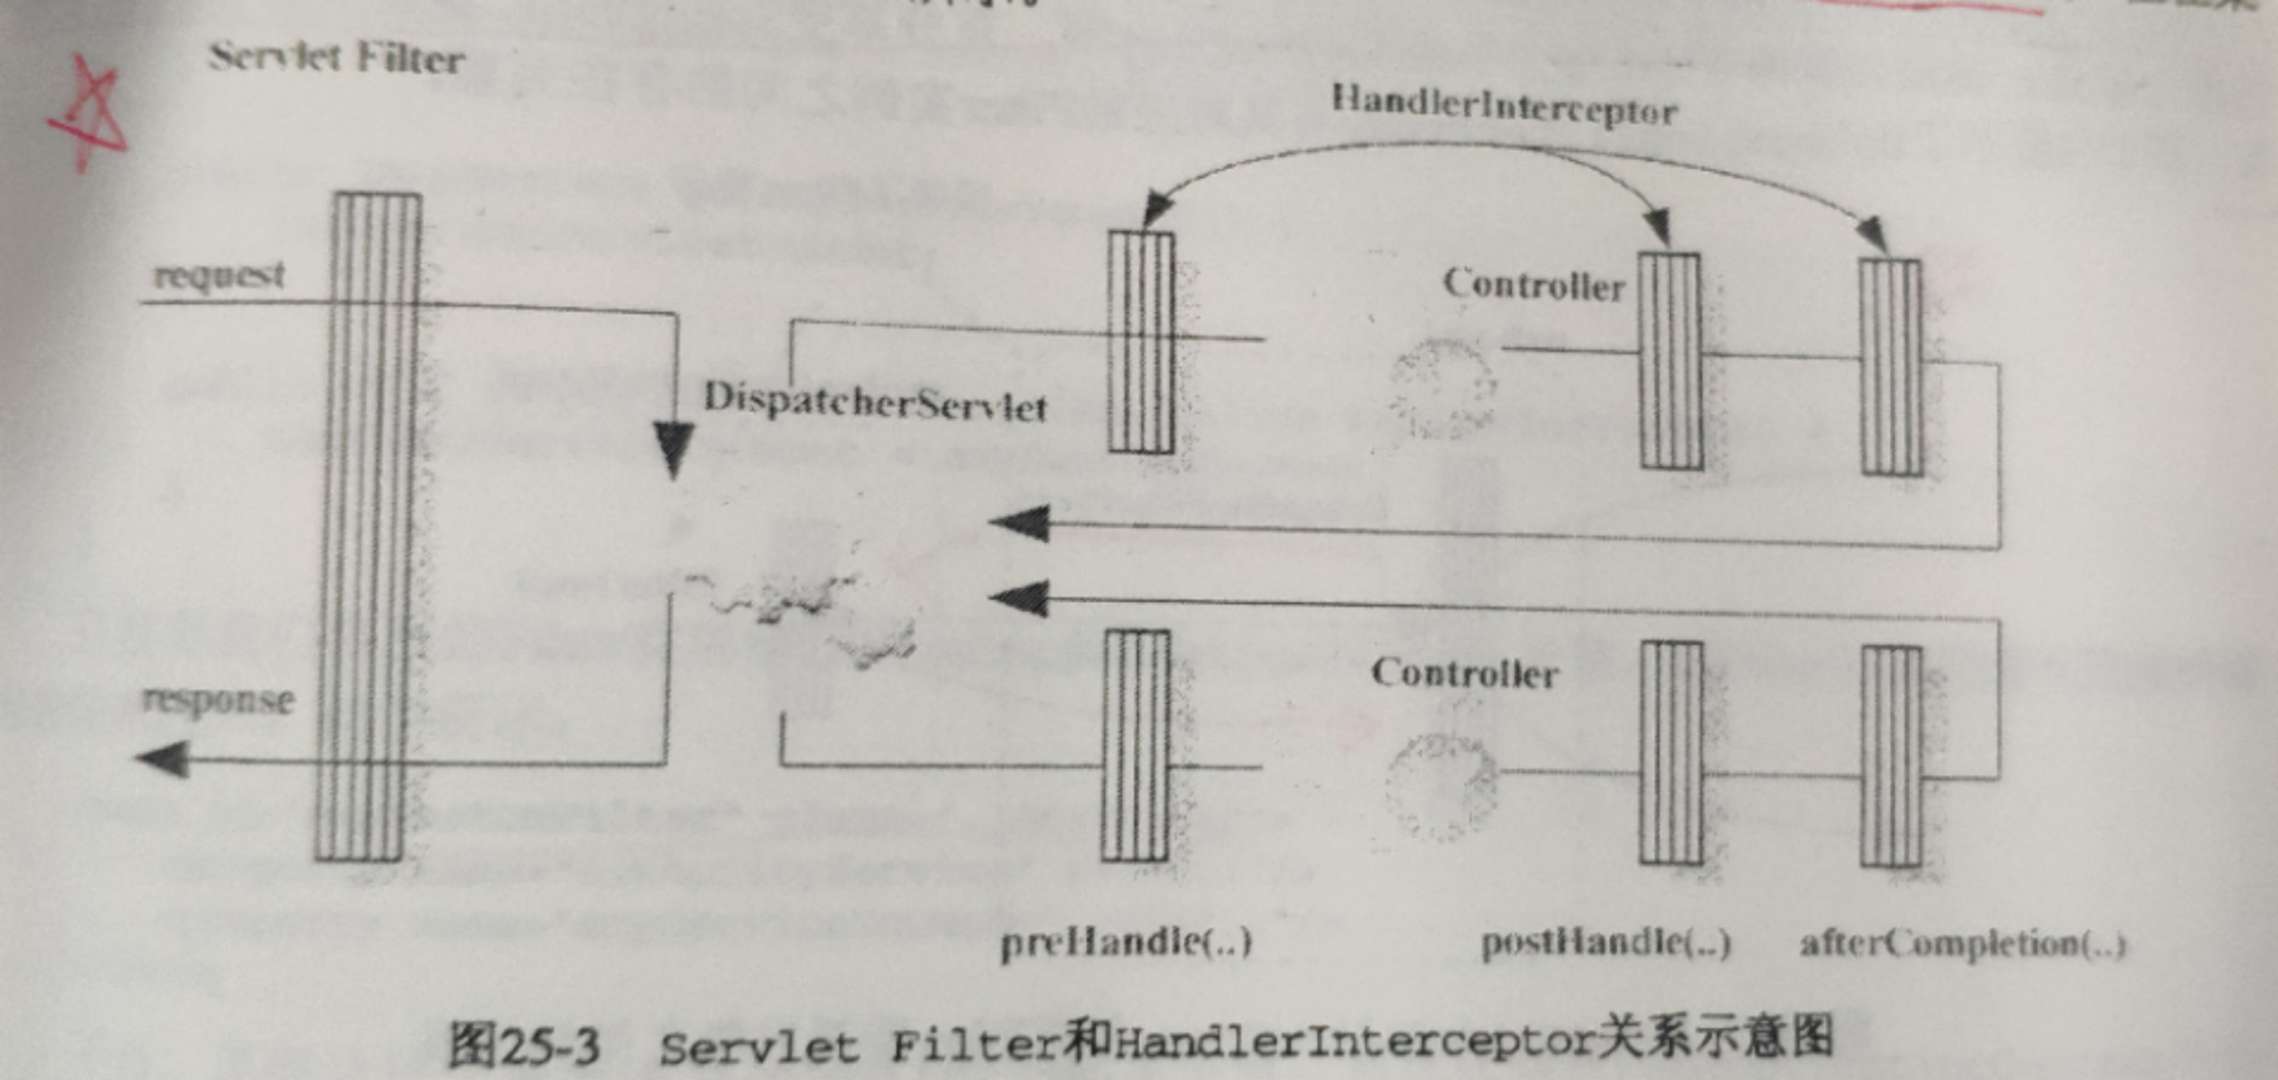 Servlet Filter
HandlerInterceptor
request
Controller
DispatcherServlet
response
Controller
preHandle(..)
postHandle(..)
afterCompletion(..)
图25-3 Servlet Filter和HandlerInterceptor关系示意图